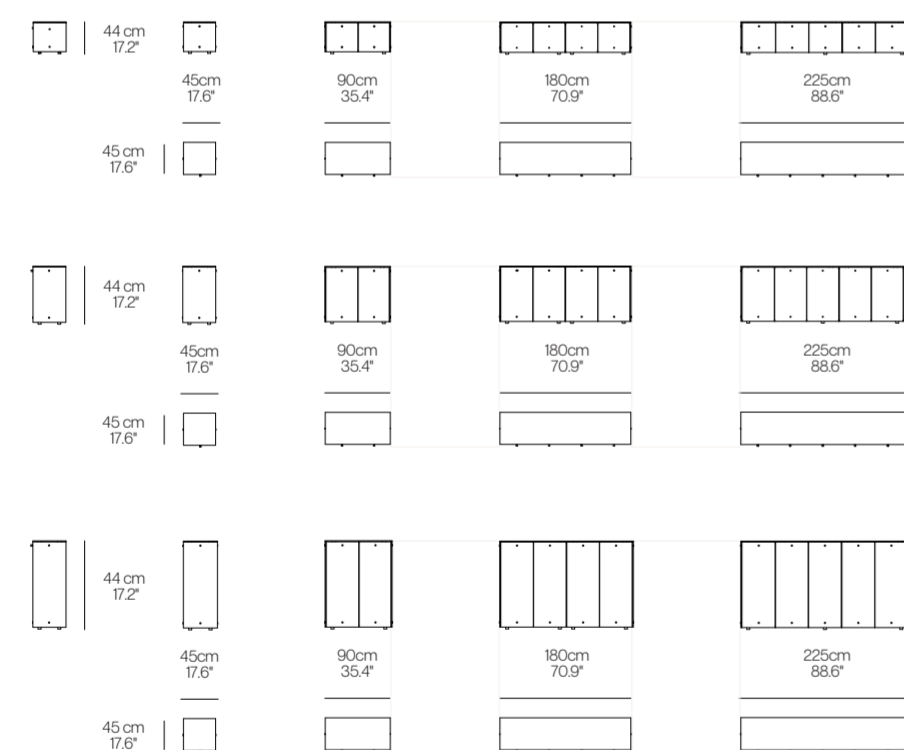 44 cm
17.2"
45cm
17.6"
90cm
35.4"
180cm
70.9"
225cm
88.6"
45 cm
17.6"
44 cm
17.2"
45cm
17.6"
90cm
35.4"
180cm
70.9"
225cm
88.6"
45 cm
17.6"
44 cm
17.2"
45cm
17.6"
90cm
35.4"
180cm
70.9"
225cm
88.6"
45 cm
17.6"